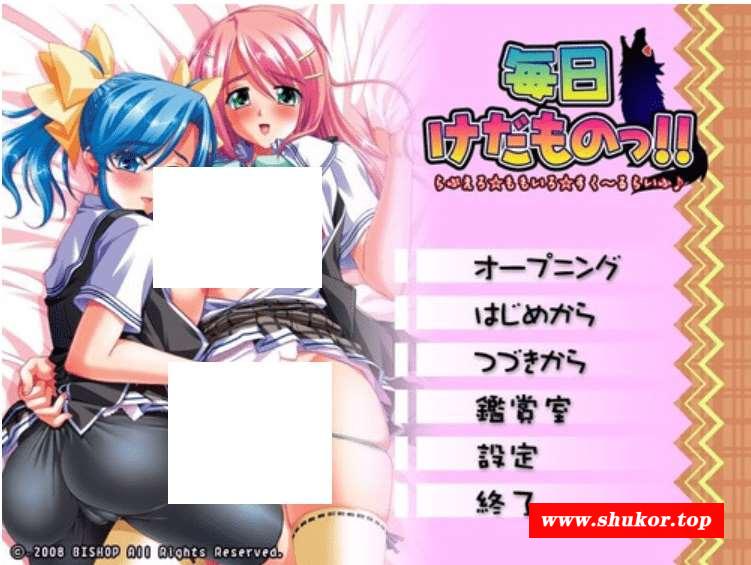 毎日
けだものっ!!
らぶえろ☆ももいろ☆すく〜るらいふ♪
オープニング
はじめから
つづきから
鑑賞室
設定
終了
www.shukor.top
© 2008 BISHOP All Rights Reserved.